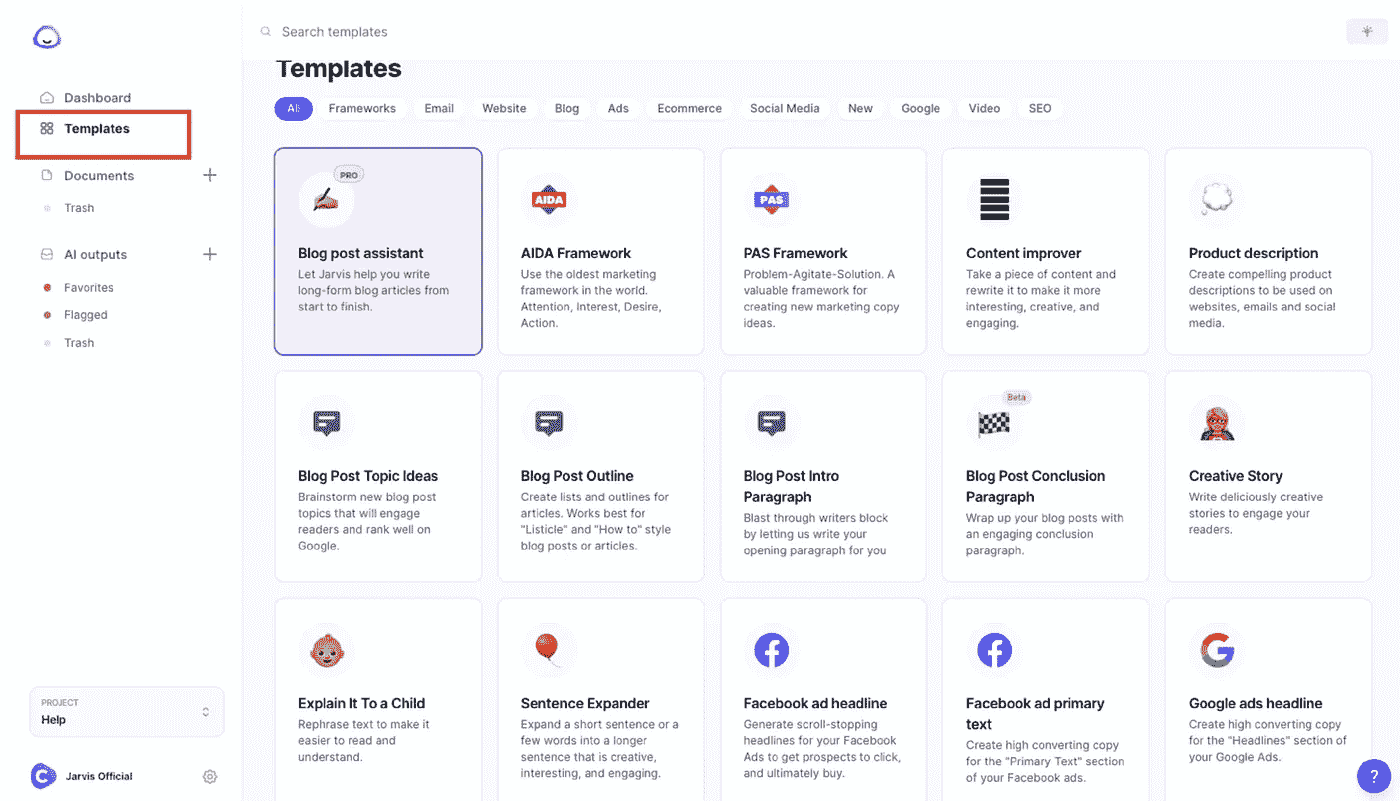 Search templates
Dashboard
Templates
Documents
Trash
AI outputs
Favorites
Flagged
Trash
PROJECT
Help
Jarvis Official
Templates
All
Frameworks
Email
Website
Blog
Ads
Ecommerce
Social Media
New
Google
Video
SEO
PRO
Blog post assistant
Let Jarvis help you write
long-form blog articles from
start to finish.
AIDA
AIDA Framework
Use the oldest marketing
framework in the world.
Attention, Interest, Desire,
Action.
PAS
PAS Framework
Problem-Agitate-Solution. A
valuable framework for
creating new marketing copy
ideas.
Content improver
Take a piece of content and
rewrite it to make it more
interesting, creative, and
engaging.
Product description
Create compelling product
descriptions to be used on
websites, emails and social
media.
Blog Post Topic Ideas
Brainstorm new blog post
topics that will engage
readers and rank well on
Google.
Blog Post Outline
Create lists and outlines for
articles. Works best for
"Listicle" and "How to" style
blog posts or articles.
Blog Post Intro
Paragraph
Blast through writers block
by letting us write your
opening paragraph for you
Beta
Blog Post Conclusion
Paragraph
Wrap up your blog posts with
an engaging conclusion
paragraph.
Creative Story
Write deliciously creative
stories to engage your
readers.
Explain It To a Child
Rephrase text to make it
easier to read and
understand.
Sentence Expander
Expand a short sentence or a
few words into a longer
sentence that is creative,
interesting, and engaging.
Facebook ad headline
Generate scroll-stopping
headlines for your Facebook
Ads to get prospects to click,
and ultimately buy.
Facebook ad primary
text
Create high converting copy
for the "Primary Text" section
of your Facebook ads.
Google ads headline
Create high converting copy
for the "Headlines" section of
your Google Ads.
?